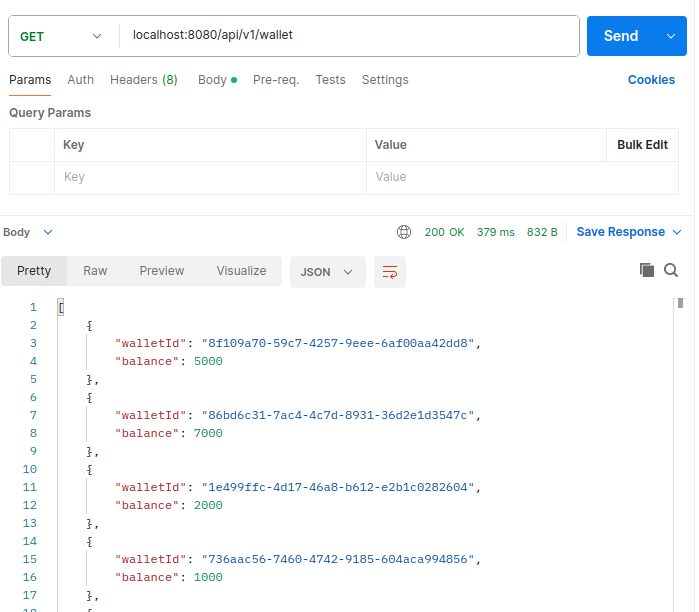 GET localhost:8080/api/v1/wallet Send
Params Auth Headers (8) Body Pre-req. Tests Settings Cookies
Query Params
Key Value Bulk Edit
Key Value
Body 200 OK 379 ms 832 B Save Response
Pretty Raw Preview Visualize JSON
1 [
2 {
3 "walletId": "8f109a70-59c7-4257-9eee-6af00aa42dd8",
4 "balance": 5000
5 },
6 {
7 "walletId": "86bd6c31-7ac4-4c7d-8931-36d2e1d3547c",
8 "balance": 7000
9 },
10 {
11 "walletId": "1e499ffc-4d17-46a8-b612-e2b1c0282604",
12 "balance": 2000
13 },
14 {
15 "walletId": "736aac56-7460-4742-9185-604aca994856",
16 "balance": 1000
17 },
18 {